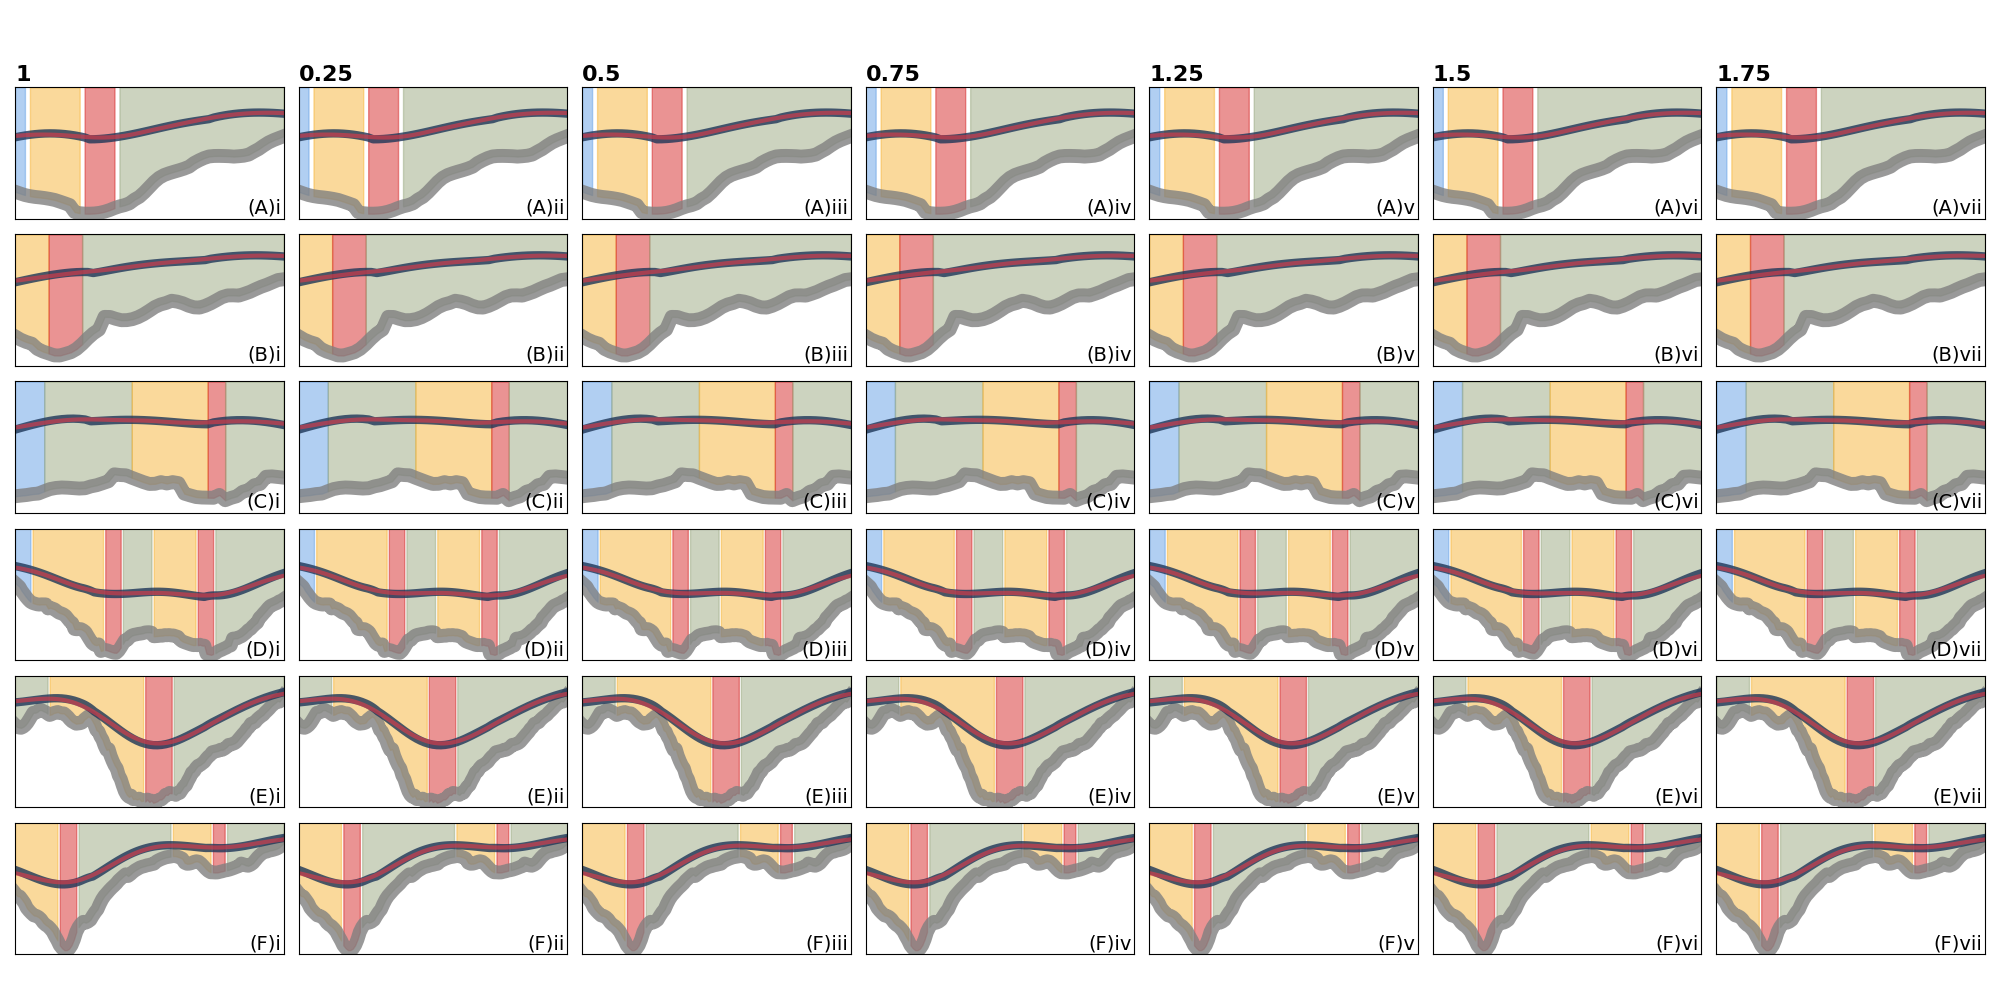 1 0.25 0.5 0.75 1.25 1.5 1.75
(A)i (A)ii (A)iii (A)iv (A)v (A)vi (A)vii
(B)i (B)ii (B)iii (B)iv (B)v (B)vi (B)vii
(C)i (C)ii (C)iii (C)iv (C)v (C)vi (C)vii
(D)i (D)ii (D)iii (D)iv (D)v (D)vi (D)vii
(E)i (E)ii (E)iii (E)iv (E)v (E)vi (E)vii
(F)i (F)ii (F)iii (F)iv (F)v (F)vi (F)vii